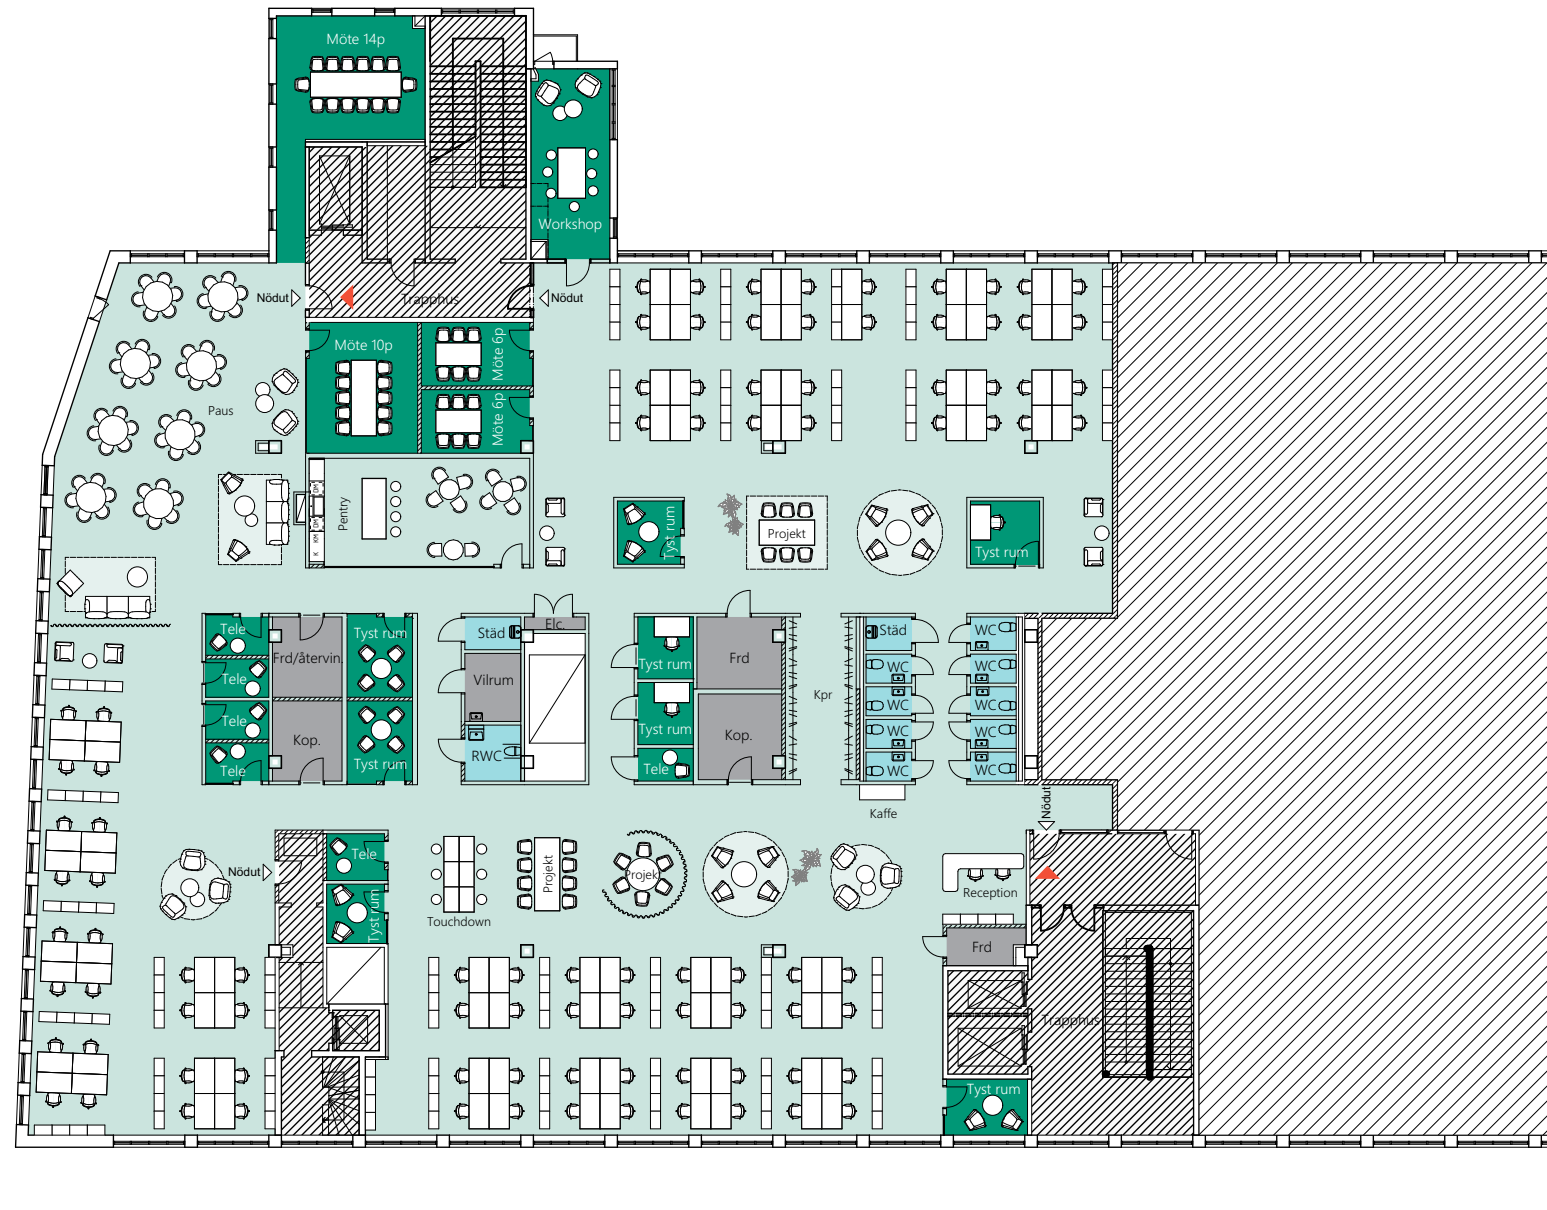 Möte 14p
Workshop
Nödut
Trapphus
Nödut
Möte 10p
Möte 6p
Möte 6p
Paus
Pentry
DM
DM
KM
K
Tyst rum
Projekt
Tyst rum
Tele
Frd/återvin.
Tyst rum
Städ
Elc.
Tyst rum
Frd
Kpr
Städ
WC
WC
WC
Tele
Vilrum
WC
WC
Tele
Kop.
Tyst rum
Kop.
WC
WC
Tele
Tyst rum
RWC
Tele
WC
WC
Kaffe
Nödut
Tele
Nödut
Projekt
Projekt
Reception
Tyst rum
Touchdown
Frd
Trapphus
Tyst rum